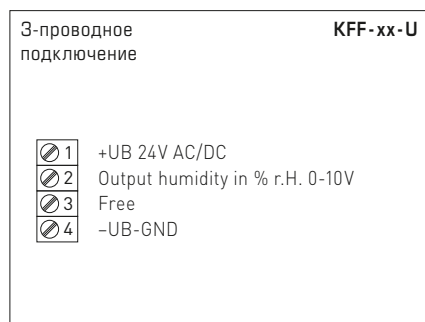 3-проводное KFF-xx-U
подключение
1 +UB 24V AC/DC
2 Output humidity in % r.H. 0-10V
3 Free
4 –UB-GND